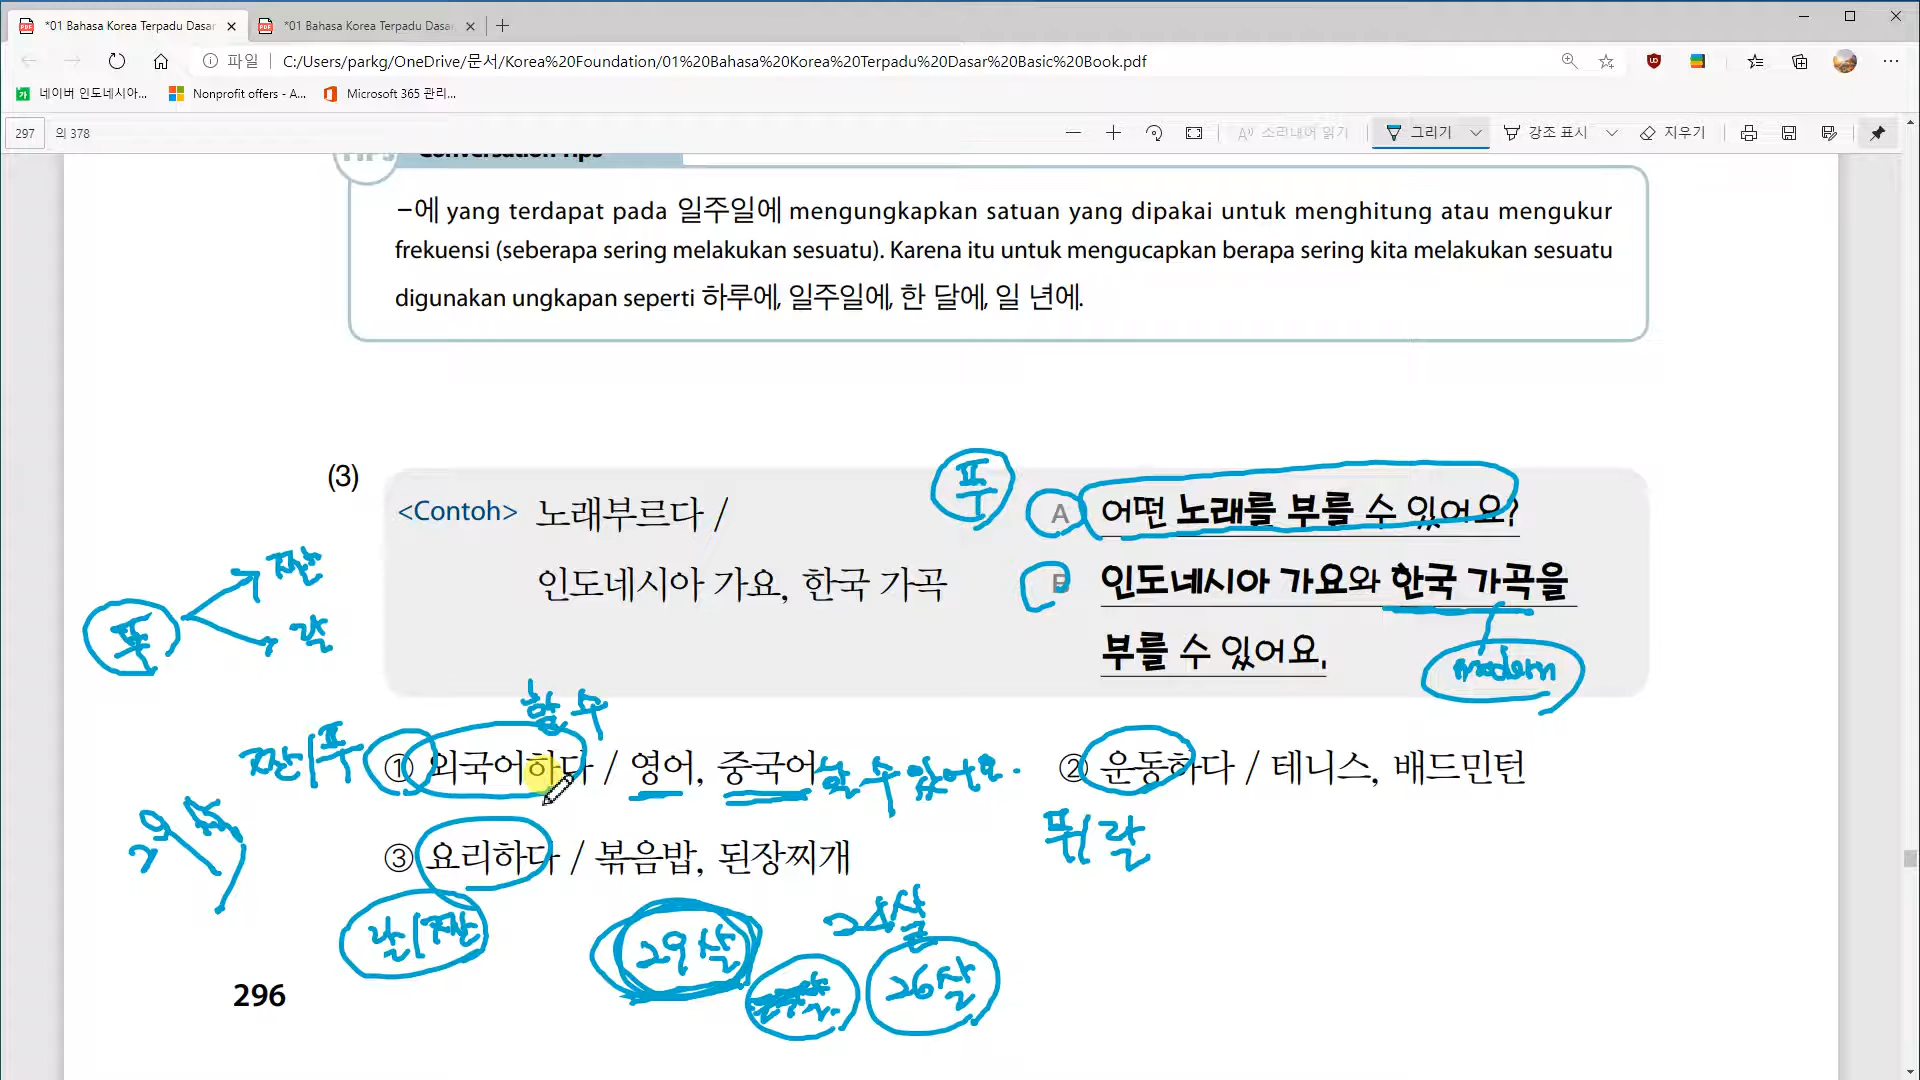 *01 Bahasa Korea Terpadu Dasar
*01 Bahasa Korea Terpadu Dasa
파일 C:/Users/parkg/OneDrive/문서/Korea%20Foundation/01%20Bahasa%20Korea%20Terpadu%20Dasar%20Basic%20Book.pdf
네이버 인도네시아... Nonprofit offers - A... Microsoft 365 관리...
297 의 378 소리내어 읽기 그리기 강조 표시 지우기
TIPS Conversation Tips
-에 yang terdapat pada 일주일에 mengungkapkan satuan yang dipakai untuk menghitung atau mengukur
frekuensi (seberapa sering melakukan sesuatu). Karena itu untuk mengucapkan berapa sering kita melakukan sesuatu
digunakan ungkapan seperti 하루에, 일주일에, 한 달에, 일 년에.
(3) <Contoh> 노래부르다 /
인도네시아 가요, 한국 가곡
푸
A 어떤 노래를 부를 수 있어요?
B 인도네시아 가요와 한국 가곡을
부를 수 있어요.
modern
할 수
① 외국어하다 / 영어, 중국어 할 수 있어요.
② 운동하다 / 테니스, 배드민턴
③ 요리하다 / 볶음밥, 된장찌개
29살
24살
26살
296